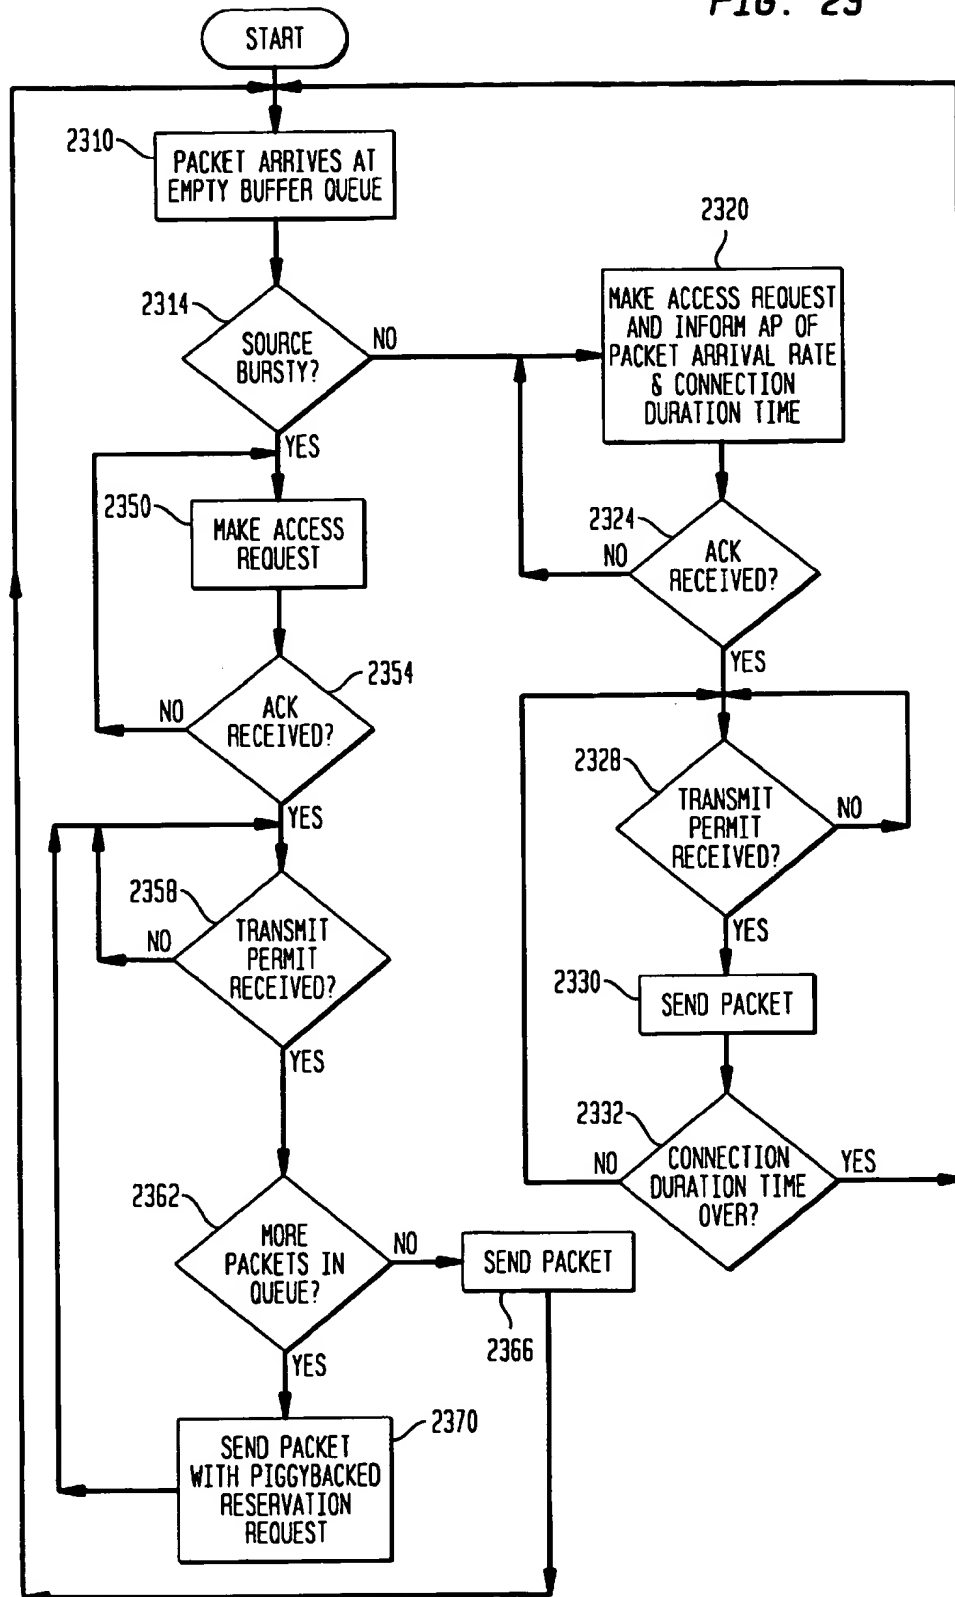 FIG. 23
START
2310
PACKET ARRIVES AT
EMPTY BUFFER QUEUE
2314
SOURCE
BURSTY?
NO
YES
2320
MAKE ACCESS REQUEST
AND INFORM AP OF
PACKET ARRIVAL RATE
& CONNECTION
DURATION TIME
2350
MAKE ACCESS
REQUEST
2324
ACK
RECEIVED?
NO
YES
2354
ACK
RECEIVED?
NO
YES
2328
TRANSMIT
PERMIT
RECEIVED?
NO
YES
2358
TRANSMIT
PERMIT
RECEIVED?
NO
YES
2330
SEND PACKET
2332
CONNECTION
DURATION TIME
OVER?
NO
YES
2362
MORE
PACKETS IN
QUEUE?
NO
YES
SEND PACKET
2366
2370
SEND PACKET
WITH PIGGYBACKED
RESERVATION
REQUEST